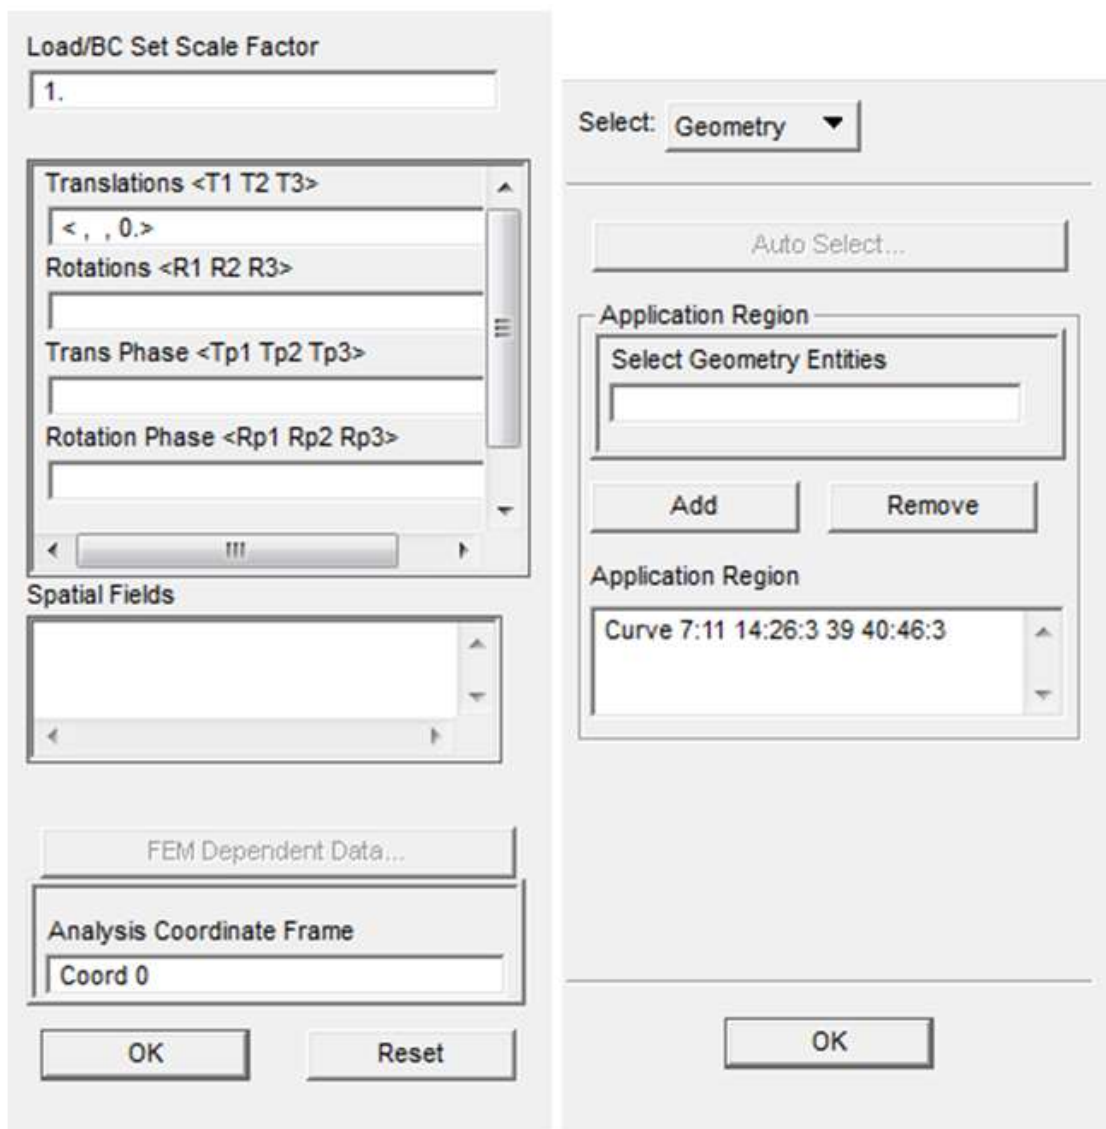 Load/BC Set Scale Factor
1.
Translations <T1 T2 T3>
< , , 0.>
Rotations <R1 R2 R3>
Trans Phase <Tp1 Tp2 Tp3>
Rotation Phase <Rp1 Rp2 Rp3>
Spatial Fields
FEM Dependent Data...
Analysis Coordinate Frame
Coord 0
OK
Reset
Select: Geometry
Auto Select...
Application Region
Select Geometry Entities
Add
Remove
Application Region
Curve 7:11 14:26:3 39 40:46:3
OK